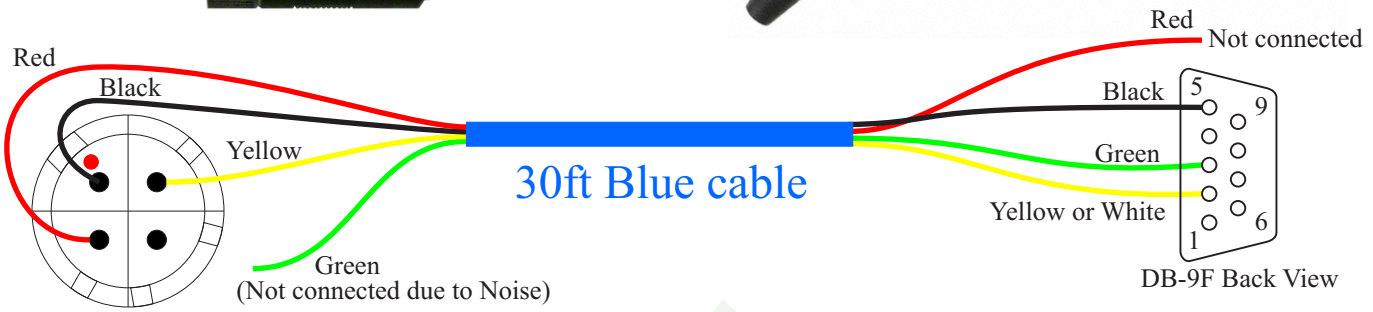 Red
Not connected
Red
Black
Black
5
9
Yellow
Green
30ft Blue cable
Yellow or White
1
6
Green
(Not connected due to Noise)
DB-9F Back View